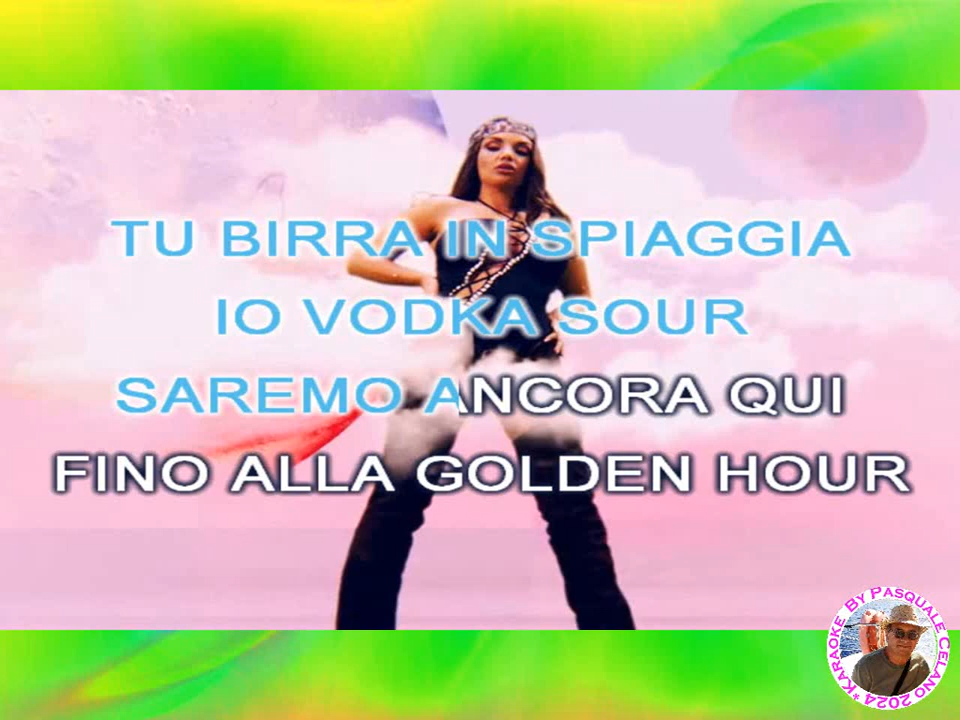 TU BIRRA IN SPIAGGIA
IO VODKA SOUR
SAREMO ANCORA QUI
FINO ALLA GOLDEN HOUR
* KARAOKE BY PASQUALE CELANO 2024